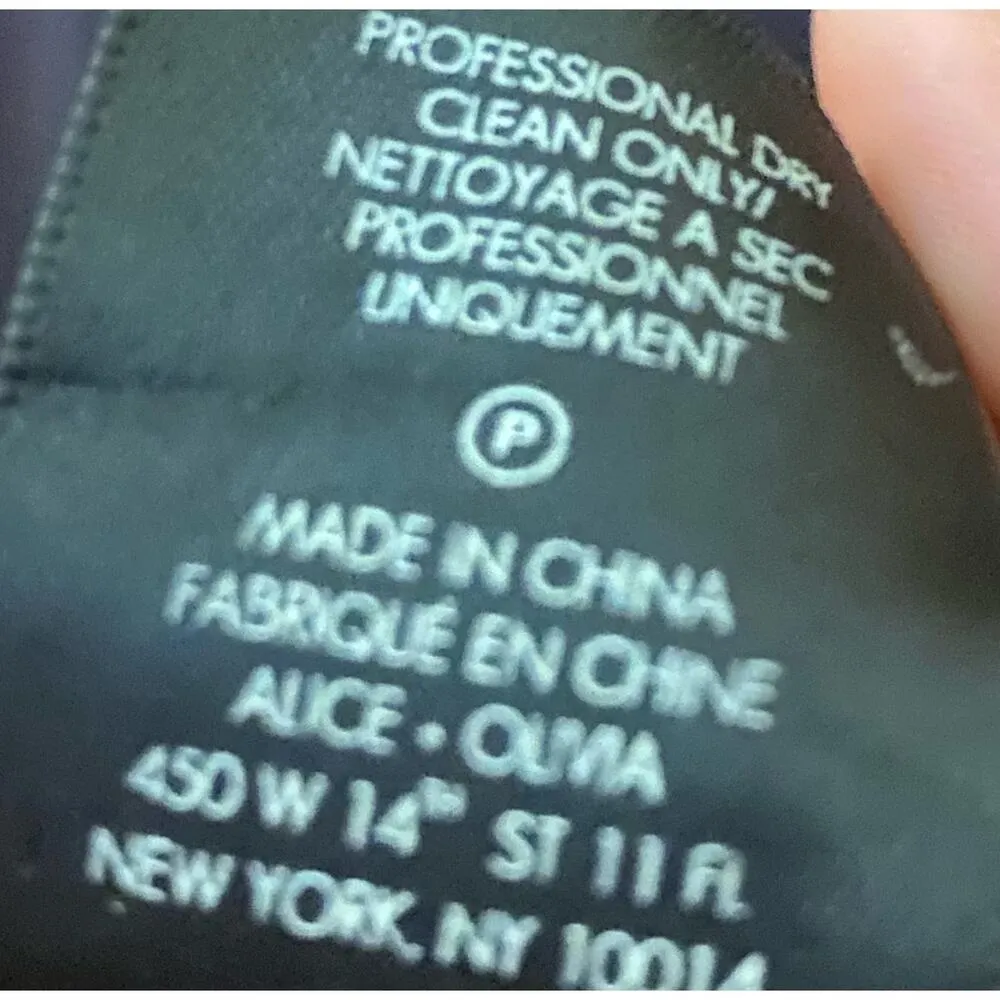 PROFESSIONAL DRY
CLEAN ONLY/
NETTOYAGE A SEC
PROFESSIONNEL
UNIQUEMENT
P
MADE IN CHINA
FABRIQUÉ EN CHINE
ALICE • OLIVIA
450 W 14TH ST 11 FL
NEW YORK, NY 10014